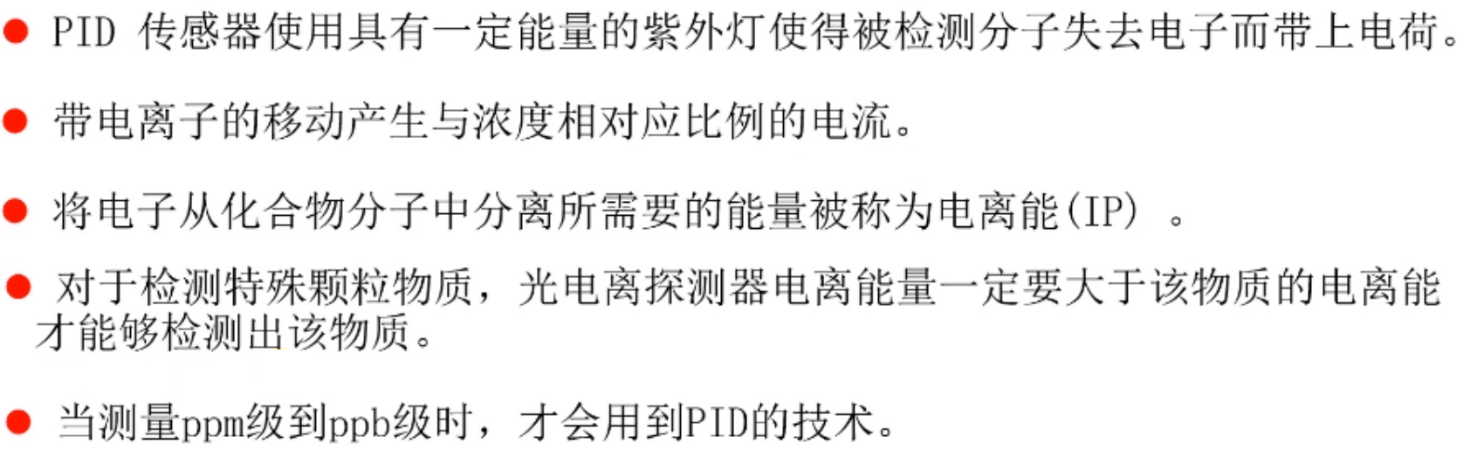 ● PID 传感器使用具有一定能量的紫外灯使得被检测分子失去电子而带上电荷。
● 带电离子的移动产生与浓度相对应比例的电流。
● 将电子从化合物分子中分离所需要的能量被称为电离能(IP) 。
● 对于检测特殊颗粒物质，光电离探测器电离能量一定要大于该物质的电离能
才能够检测出该物质。
● 当测量ppm级到ppb级时，才会用到PID的技术。